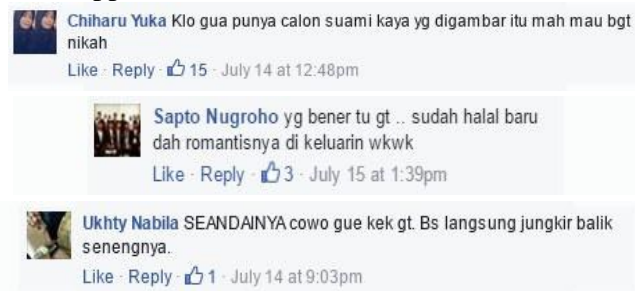 Chiharu Yuka Klo gua punya calon suami kaya yg digambar itu mah mau bgt
nikah
Like · Reply · 15 · July 14 at 12:48pm
Sapto Nugroho yg bener tu gt .. sudah halal baru
dah romantisnya di keluarin wkwk
Like · Reply · 3 · July 15 at 1:39pm
Ukhty Nabila SEANDAINYA cowo gue kek gt. Bs langsung jungkir balik
senengnya.
Like · Reply · 1 · July 14 at 9:03pm